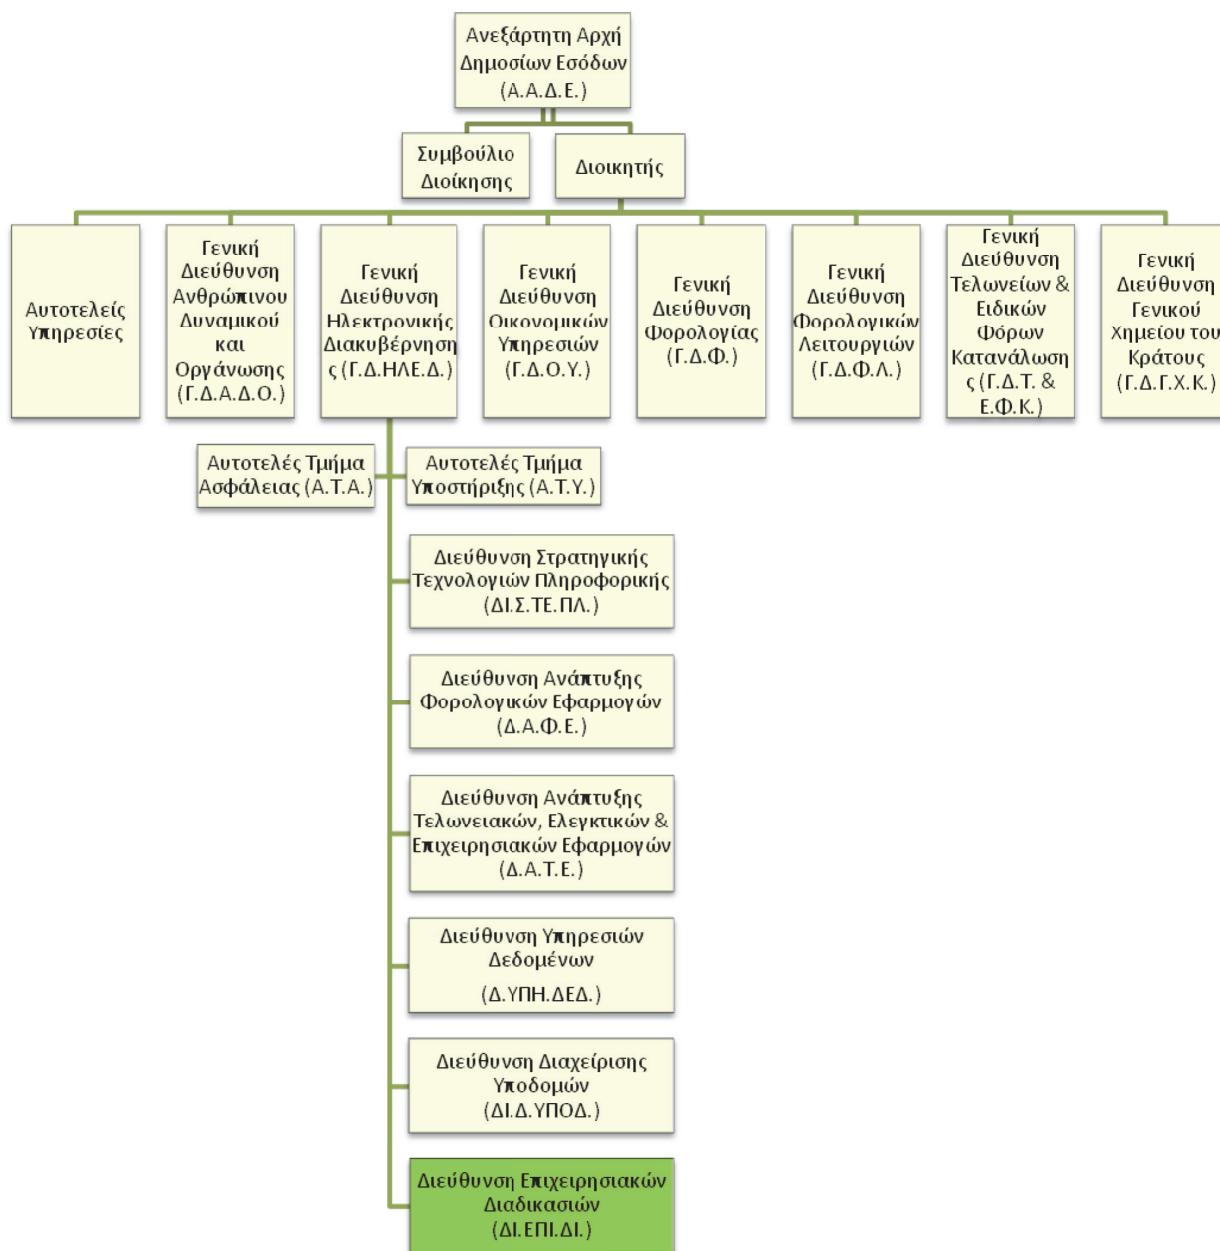 Ανεξάρτητη Αρχή
Δημοσίων Εσόδων
(Α.Α.Δ.Ε.)
Συμβούλιο
Διοίκησης
Διοικητής
Αυτοτελείς
Υπηρεσίες
Γενική
Διεύθυνση
Ανθρώπινου
Δυναμικού
και
Οργάνωσης
(Γ.Δ.Α.Δ.Ο.)
Γενική
Διεύθυνση
Ηλεκτρονικής
Διακυβέρνηση
ς (Γ.Δ.ΗΛΕ.Δ.)
Γενική
Διεύθυνση
Οικονομικών
Υπηρεσιών
(Γ.Δ.Ο.Υ.)
Γενική
Διεύθυνση
Φορολογίας
(Γ.Δ.Φ.)
Γενική
Διεύθυνση
Φορολογικών
Λειτουργιών
(Γ.Δ.Φ.Λ.)
Γενική
Διεύθυνση
Τελωνείων &
Ειδικών
Φόρων
Κατανάλωση
ς (Γ.Δ.Τ. &
Ε.Φ.Κ.)
Γενική
Διεύθυνση
Γενικού
Χημείου του
Κράτους
(Γ.Δ.Γ.Χ.Κ.)
Αυτοτελές Τμήμα
Ασφάλειας (Α.Τ.Α.)
Αυτοτελές Τμήμα
Υποστήριξης (Α.Τ.Υ.)
Διεύθυνση Στρατηγικής
Τεχνολογιών Πληροφορικής
(ΔΙ.Σ.ΤΕ.ΠΛ.)
Διεύθυνση Ανάπτυξης
Φορολογικών Εφαρμογών
(Δ.Α.Φ.Ε.)
Διεύθυνση Ανάπτυξης
Τελωνειακών, Ελεγκτικών &
Επιχειρησιακών Εφαρμογών
(Δ.Α.Τ.Ε.)
Διεύθυνση Υπηρεσιών
Δεδομένων
(Δ.ΥΠΗ.ΔΕΔ.)
Διεύθυνση Διαχείρισης
Υποδομών
(ΔΙ.Δ.ΥΠΟΔ.)
Διεύθυνση Επιχειρησιακών
Διαδικασιών
(ΔΙ.ΕΠΙ.ΔΙ.)